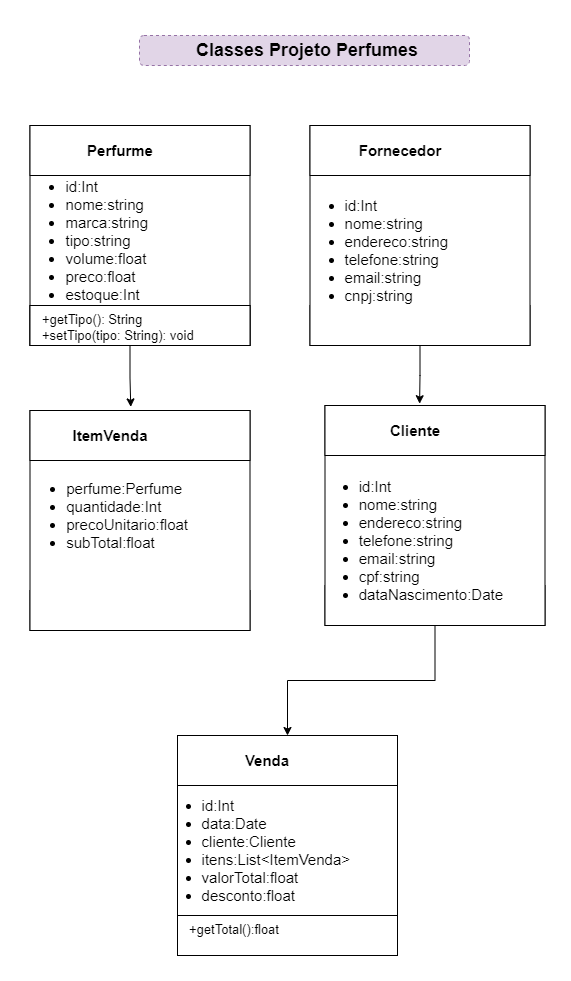 Classes Projeto Perfumes
Perfurme
id:Int
nome:string
marca:string
tipo:string
volume:float
preco:float
estoque:Int
+getTipo(): String
+setTipo(tipo: String): void
Fornecedor
id:Int
nome:string
endereco:string
telefone:string
email:string
cnpj:string
ItemVenda
perfume:Perfume
quantidade:Int
precoUnitario:float
subTotal:float
Cliente
id:Int
nome:string
endereco:string
telefone:string
email:string
cpf:string
dataNascimento:Date
Venda
id:Int
data:Date
cliente:Cliente
itens:List<ItemVenda>
valorTotal:float
desconto:float
+getTotal():float